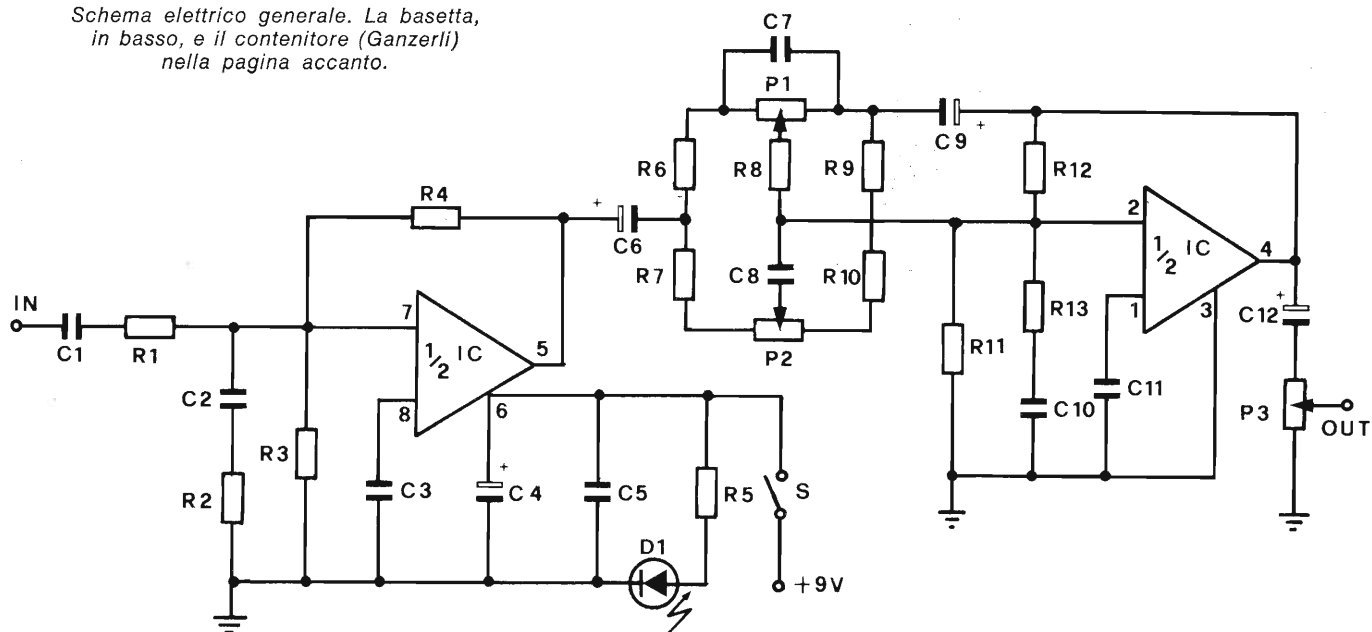 Schema elettrico generale. La basetta,
in basso, e il contenitore (Ganzerli)
nella pagina accanto.
C7
P1
C9
+
R6
R8
R9
R12
R4
+
C6
2
1/2 IC
4
R7
C8
R10
IN
7
1
3
+
C12
C1
R1
1/2 IC
5
P2
R11
R13
C2
8
6
C11
P3
C10
OUT
R3
+
R2
C3
C4
C5
R5
S
D1
+9V